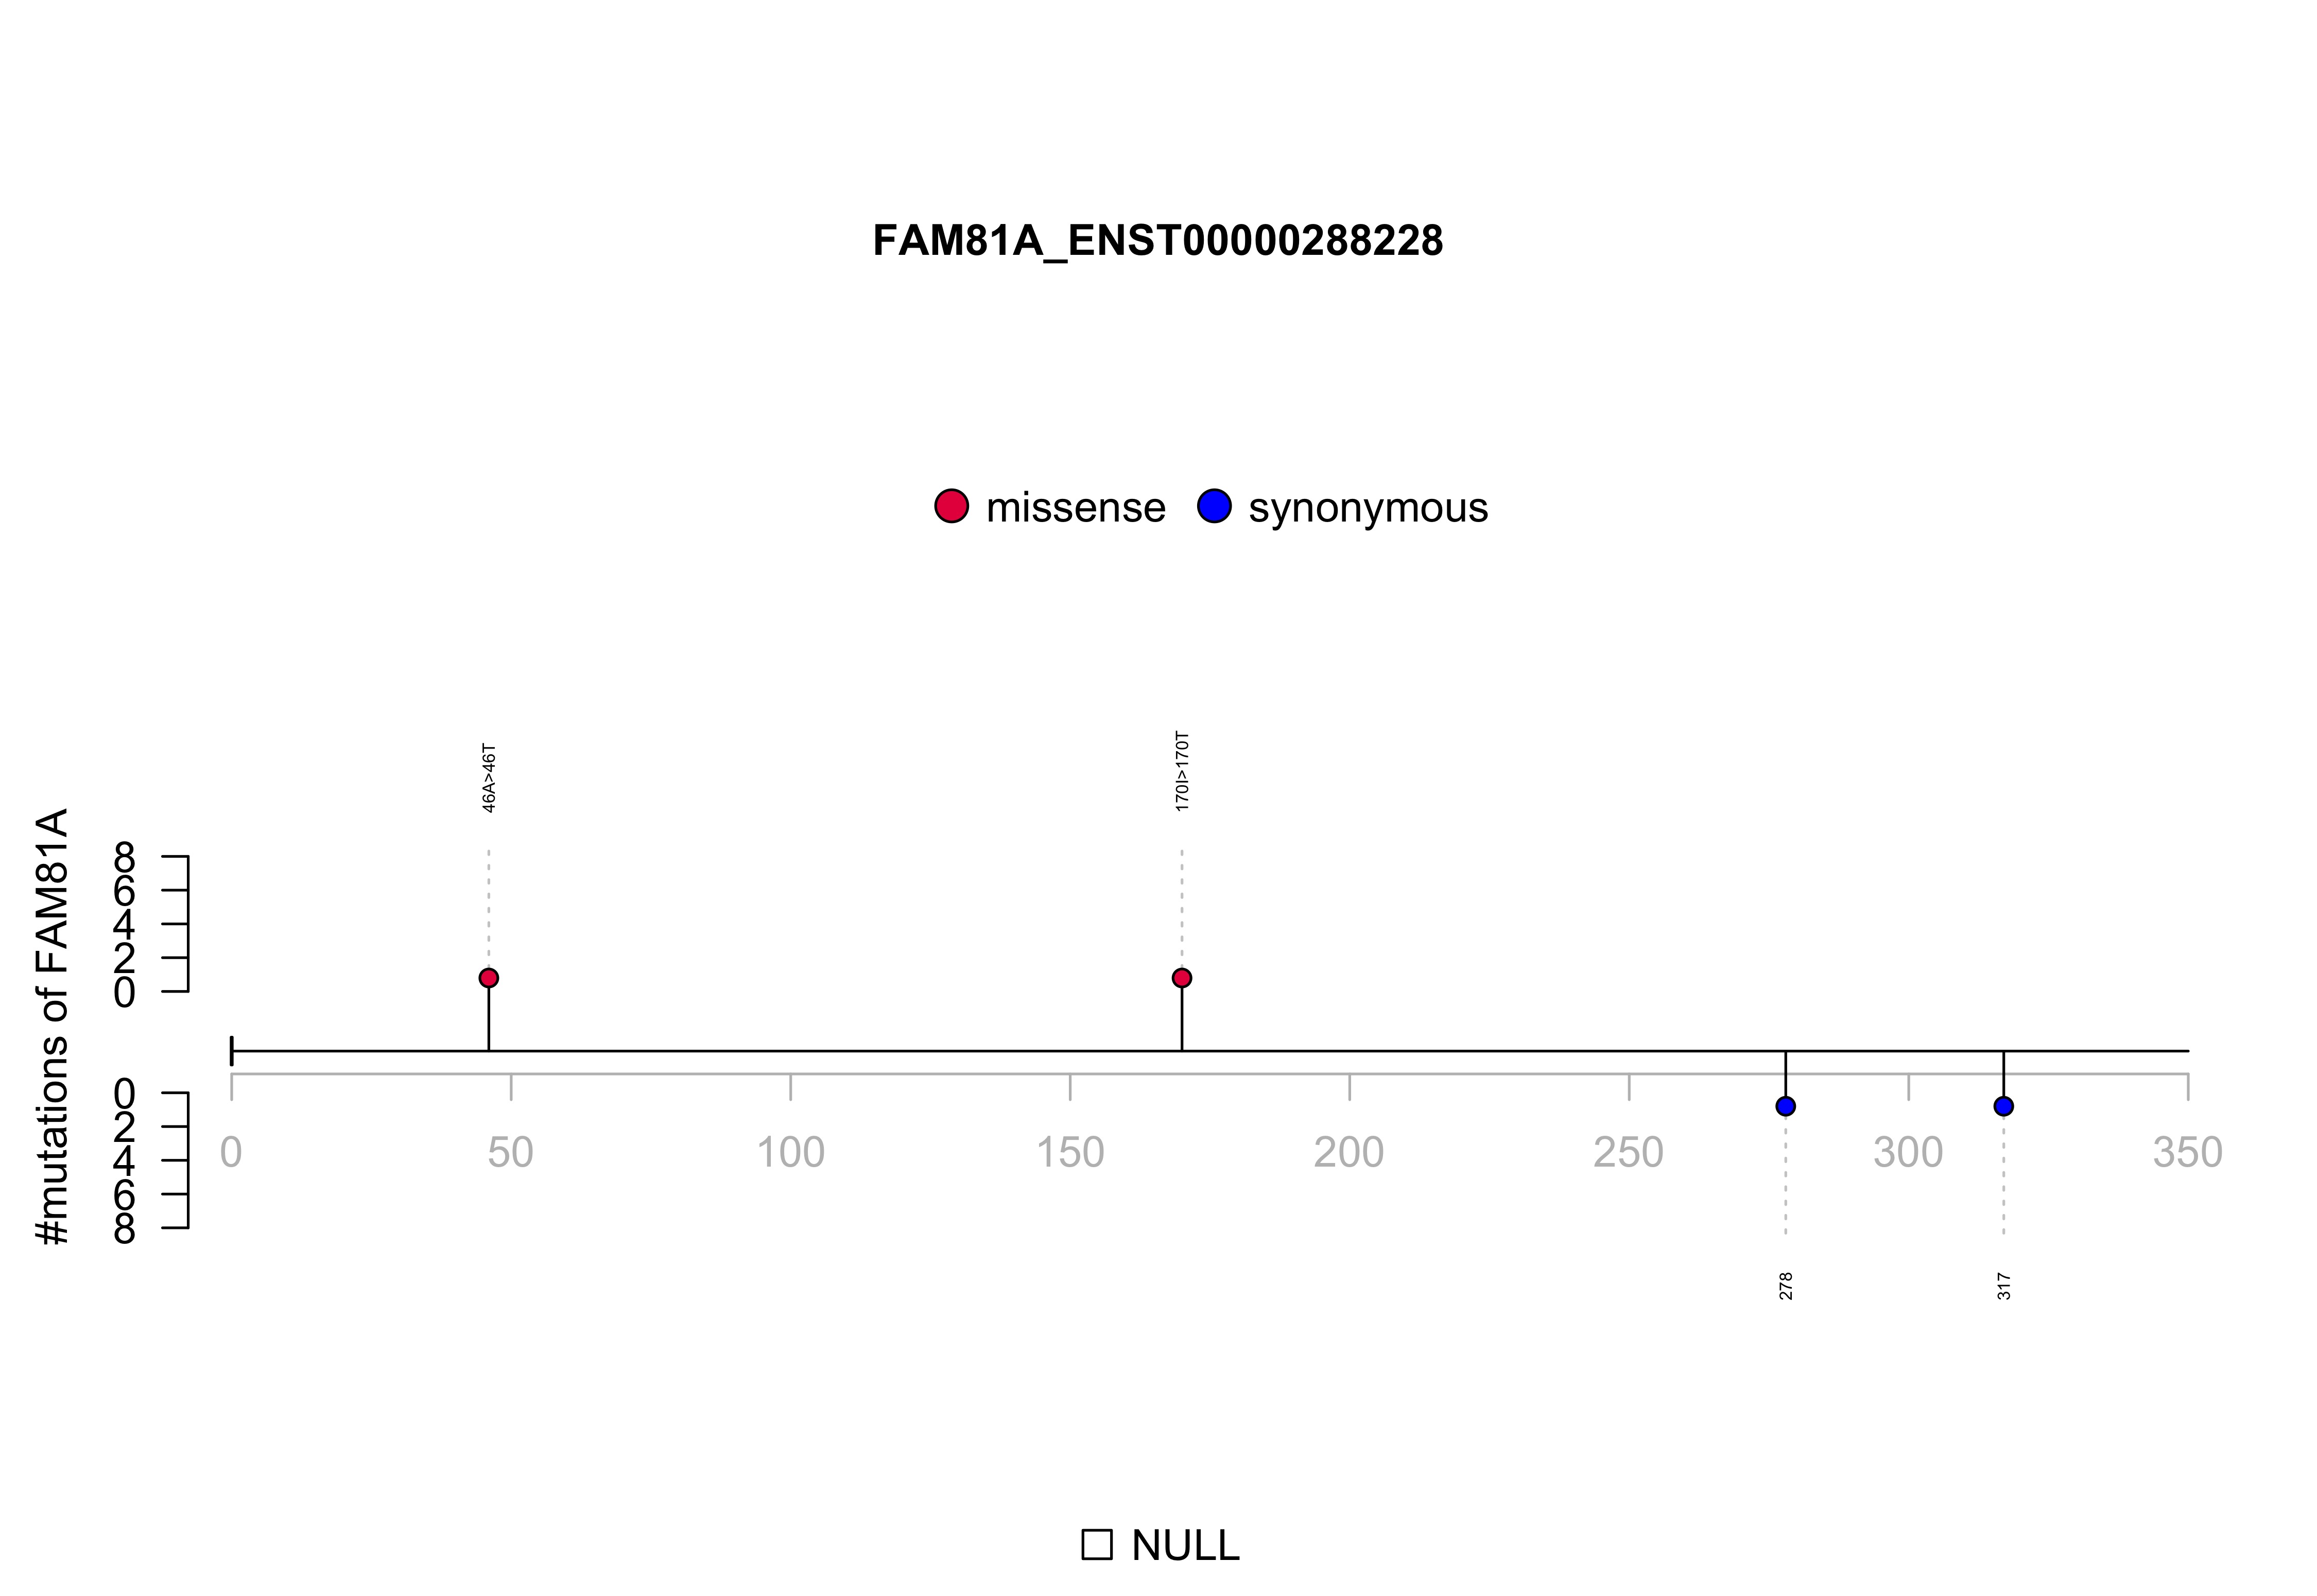 FAM81A_ENST00000288228
missense synonymous
46A>46T
170I>170T
#mutations of FAM81A
8
6
4
2
0
0
2
4
6
8
0 50 100 150 200 250 300 350
278
317
NULL